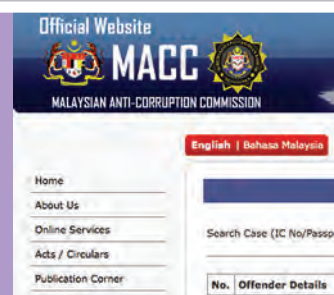 Official Website
MACC
MALAYSIAN ANTI-CORRUPTION COMMISSION
English | Bahasa Malaysia
Home
About Us
Online Services
Search Case (IC No/Passp
Acts / Circulars
Publication Corner
No. Offender Details